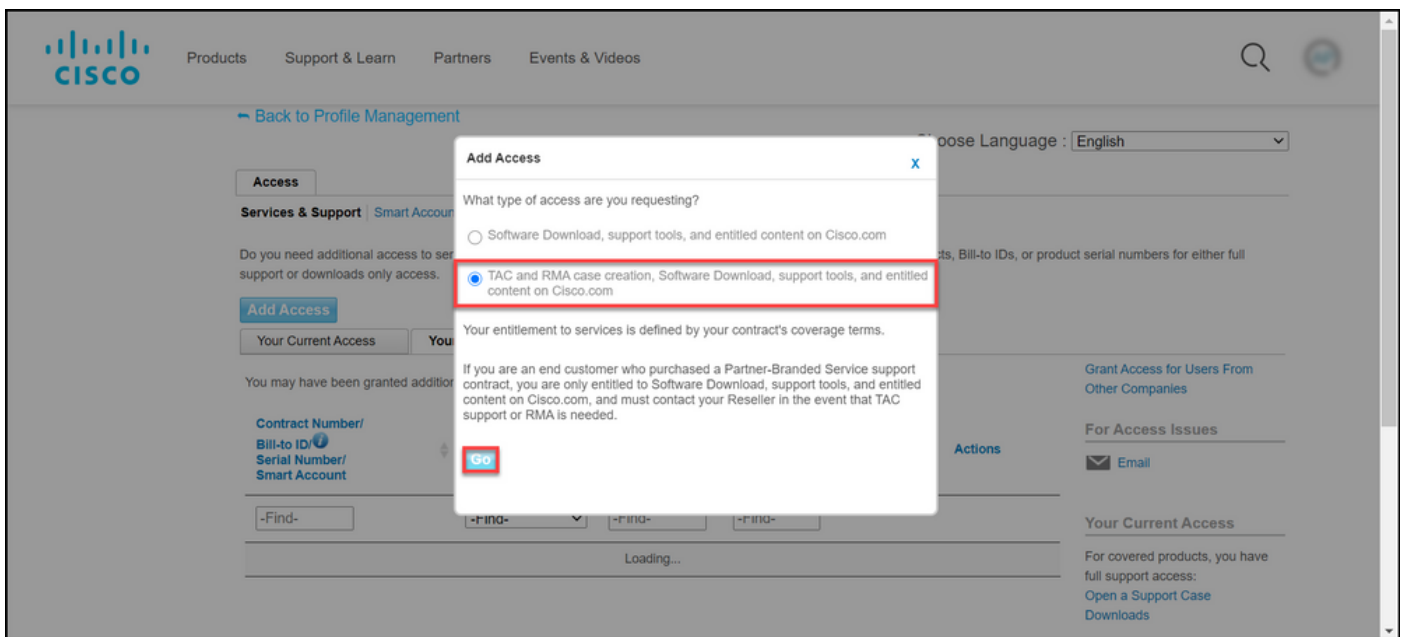 Products Support & Learn Partners Events & Videos
CISCO
Back to Profile Management
Choose Language : English
Add Access
X
Access
What type of access are you requesting?
Services & Support Smart Accoun
Software Download, support tools, and entitled content on Cisco.com
Do you need additional access to ser
cts, Bill-to IDs, or product serial numbers for either full
support or downloads only access.
TAC and RMA case creation, Software Download, support tools, and entitled
content on Cisco.com
Add Access
Your entitlement to services is defined by your contract's coverage terms.
Your Current Access You
If you are an end customer who purchased a Partner-Branded Service support
contract, you are only entitled to Software Download, support tools, and entitled
content on Cisco.com, and must contact your Reseller in the event that TAC
support or RMA is needed.
You may have been granted addition
Grant Access for Users From
Other Companies
Contract Number/
Bill-to ID/
Serial Number/
Smart Account
For Access Issues
Actions
Go
Email
-Find- -Find- -Find- -Find-
Your Current Access
Loading...
For covered products, you have
full support access:
Open a Support Case
Downloads